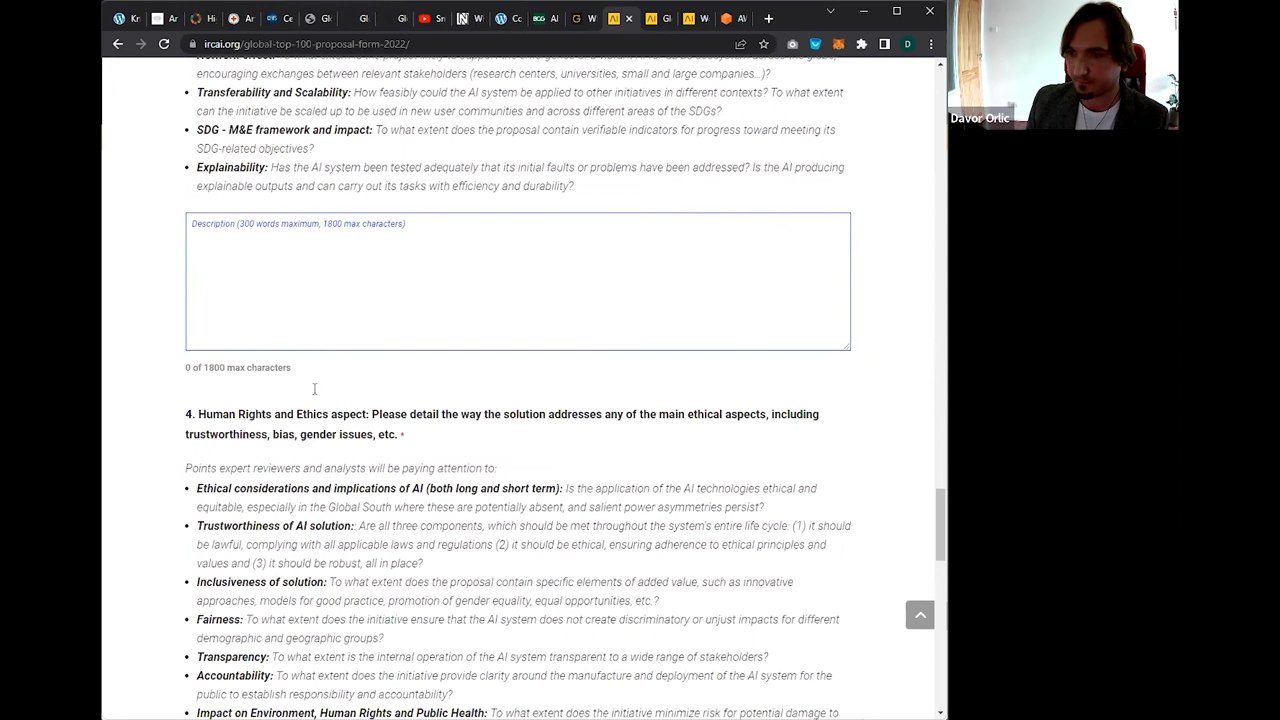 Kr
Ar
Hi
Ar
Ce
Gl
Gl
Gl
Sr
W
Cc
BCG Al
G W
AI
AI Gl
AI W
AV
ircai.org/global-top-100-proposal-form-2022/
D
Davor Orlic
encouraging exchanges between relevant stakeholders (research centers, universities, small and large companies...)?
• Transferability and Scalability: How feasibly could the AI system be applied to other initiatives in different contexts? To what extent
can the initiative be scaled up to be used in new user communities and across different areas of the SDGs?
• SDG - M&E framework and impact: To what extent does the proposal contain verifiable indicators for progress toward meeting its
SDG-related objectives?
• Explainability: Has the AI system been tested adequately that its initial faults or problems have been addressed? Is the AI producing
explainable outputs and can carry out its tasks with efficiency and durability?
Description (300 words maximum, 1800 max characters)
0 of 1800 max characters
4. Human Rights and Ethics aspect: Please detail the way the solution addresses any of the main ethical aspects, including
trustworthiness, bias, gender issues, etc. *
Points expert reviewers and analysts will be paying attention to:
• Ethical considerations and implications of AI (both long and short term): Is the application of the AI technologies ethical and
equitable, especially in the Global South where these are potentially absent, and salient power asymmetries persist?
• Trustworthiness of AI solution:: Are all three components, which should be met throughout the system's entire life cycle: (1) it should
be lawful, complying with all applicable laws and regulations (2) it should be ethical, ensuring adherence to ethical principles and
values and (3) it should be robust, all in place?
• Inclusiveness of solution: To what extent does the proposal contain specific elements of added value, such as innovative
approaches, models for good practice, promotion of gender equality, equal opportunities, etc.?
• Fairness: To what extent does the initiative ensure that the AI system does not create discriminatory or unjust impacts for different
demographic and geographic groups?
• Transparency: To what extent is the internal operation of the AI system transparent to a wide range of stakeholders?
• Accountability: To what extent does the initiative provide clarity around the manufacture and deployment of the AI system for the
public to establish responsibility and accountability?
• Impact on Environment, Human Rights and Public Health: To what extent does the initiative minimize risk for potential damage to